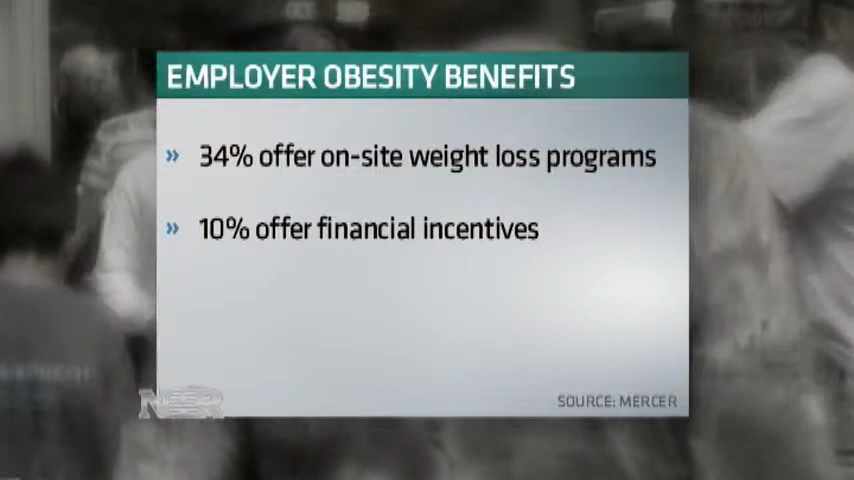 EMPLOYER OBESITY BENEFITS
» 34% offer on-site weight loss programs
» 10% offer financial incentives
SOURCE: MERCER